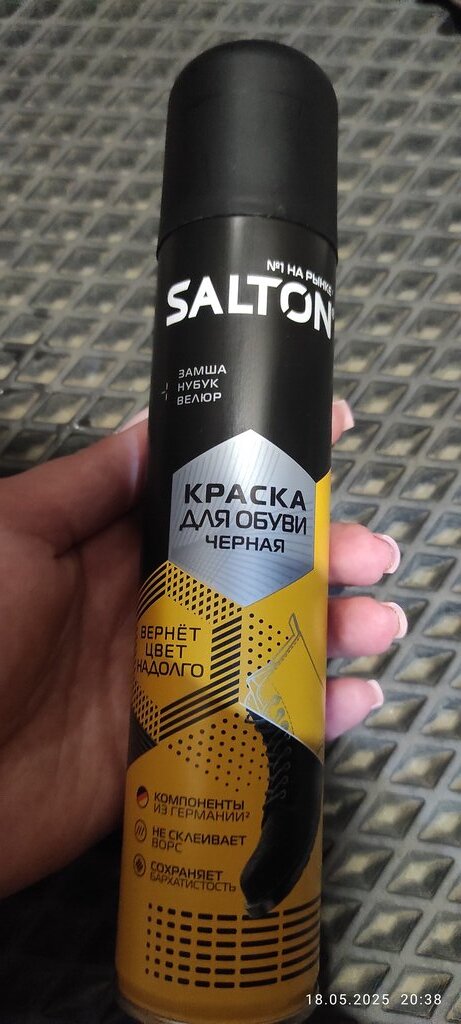 №1 НА РЫНКЕ
SALTON
ЗАМША
НУБУК
ВЕЛЮР
КРАСКА
ДЛЯ ОБУВИ
ЧЕРНАЯ
ВЕРНЁТ
ЦВЕТ
НАДОЛГО
КОМПОНЕНТЫ
ИЗ ГЕРМАНИИ²
НЕ СКЛЕИВАЕТ
ВОРС
СОХРАНЯЕТ
БАРХАТИСТОСТЬ
18.05.2025 20:38